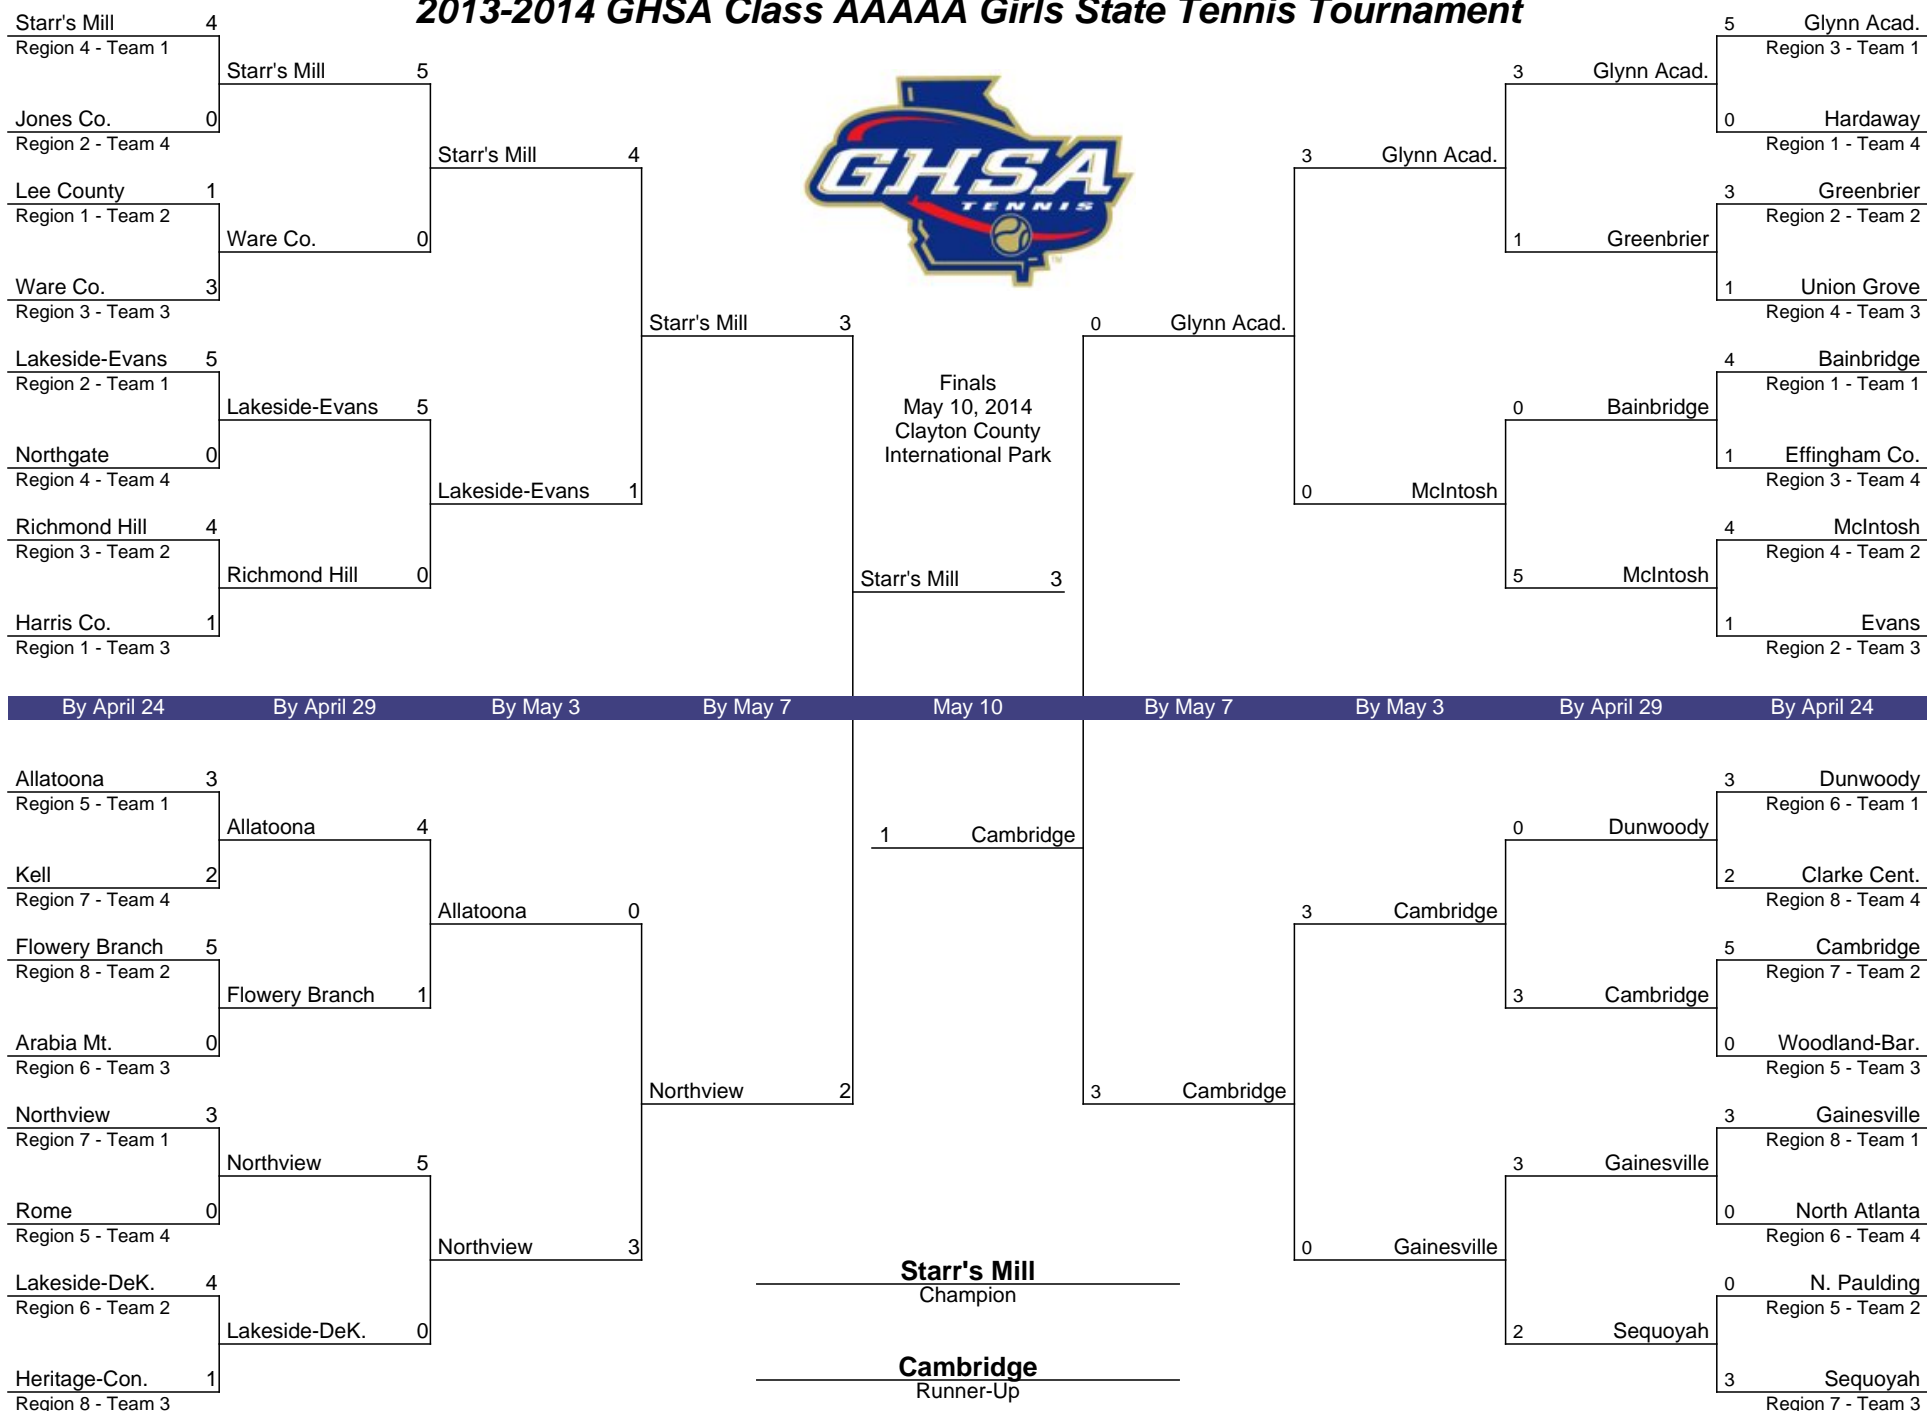 2013-2014 GHSA Class AAAAA Girls State Tennis Tournament
Starr's Mill 4
Region 4 - Team 1
Jones Co. 0
Region 2 - Team 4
Lee County 1
Region 1 - Team 2
Ware Co. 3
Region 3 - Team 3
Lakeside-Evans 5
Region 2 - Team 1
Northgate 0
Region 4 - Team 4
Richmond Hill 4
Region 3 - Team 2
Harris Co. 1
Region 1 - Team 3
Starr's Mill 5
Ware Co. 0
Lakeside-Evans 5
Richmond Hill 0
Starr's Mill 4
Lakeside-Evans 1
Starr's Mill 3
GHSA
TENNIS
TM
Finals
May 10, 2014
Clayton County
International Park
Starr's Mill 3
0 Glynn Acad.
3 Glynn Acad.
0 McIntosh
3 Glynn Acad.
1 Greenbrier
0 Bainbridge
5 McIntosh
5 Glynn Acad.
Region 3 - Team 1
0 Hardaway
Region 1 - Team 4
3 Greenbrier
Region 2 - Team 2
1 Union Grove
Region 4 - Team 3
4 Bainbridge
Region 1 - Team 1
1 Effingham Co.
Region 3 - Team 4
4 McIntosh
Region 4 - Team 2
1 Evans
Region 2 - Team 3
By April 24 By April 29 By May 3 By May 7 May 10 By May 7 By May 3 By April 29 By April 24
Allatoona 3
Region 5 - Team 1
Kell 2
Region 7 - Team 4
Flowery Branch 5
Region 8 - Team 2
Arabia Mt. 0
Region 6 - Team 3
Northview 3
Region 7 - Team 1
Rome 0
Region 5 - Team 4
Lakeside-DeK. 4
Region 6 - Team 2
Heritage-Con. 1
Region 8 - Team 3
Allatoona 4
Flowery Branch 1
Northview 5
Lakeside-DeK. 0
Allatoona 0
Northview 3
Northview 2
1 Cambridge
Starr's Mill
Champion
Cambridge
Runner-Up
3 Cambridge
3 Cambridge
0 Gainesville
0 Dunwoody
3 Cambridge
3 Gainesville
2 Sequoyah
3 Dunwoody
Region 6 - Team 1
2 Clarke Cent.
Region 8 - Team 4
5 Cambridge
Region 7 - Team 2
0 Woodland-Bar.
Region 5 - Team 3
3 Gainesville
Region 8 - Team 1
0 North Atlanta
Region 6 - Team 4
0 N. Paulding
Region 5 - Team 2
3 Sequoyah
Region 7 - Team 3